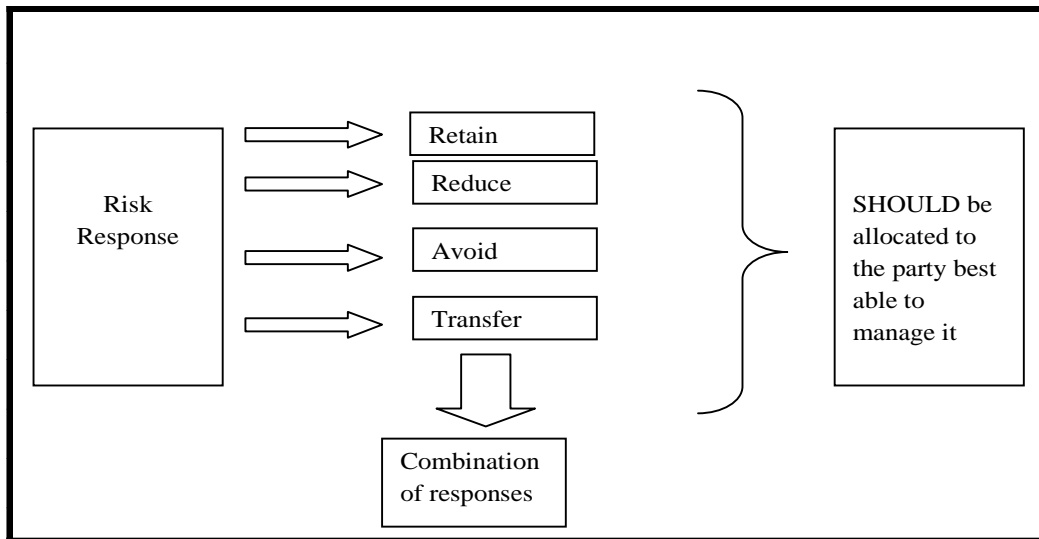 Risk
Response
Retain
Reduce
Avoid
Transfer
Combination
of responses
SHOULD be
allocated to
the party best
able to
manage it